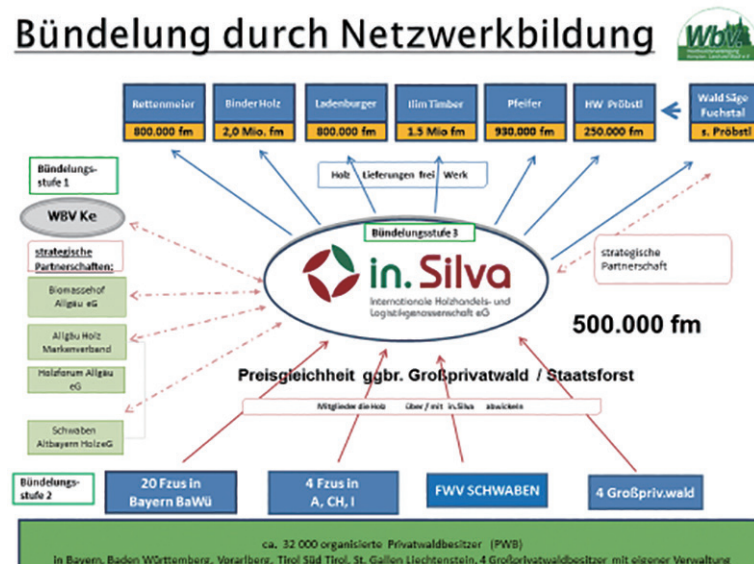 Bündelung durch Netzwerkbildung
WbV
Rettenmeier
800.000 fm
BinderHolz
2,0 Mio. fm
Ladenburger
800.000 fm
Ilim Timber
1.5 Mio fm
Pfeifer
930.000 fm
HW Pröbstl
250.000 fm
Wald Säge
Fuchstal
s. Pröbstl
Holz Lieferungen frei Werk
Bündelungs-
stufe 1
WBV Ke
strategische
Partnerschaften:
Biomassehof
Allgäu eG
Allgäu Holz
Markenverband
Holzforum Allgäu
eG
Schwaben
Altbayern HolzeG
Bündelungsstufe 3
in.Silva
Internationale Holzhandels- und
Logistikgenossenschaft eG
strategische
Partnerschaft
500.000 fm
Preisgleichheit ggbr. Großprivatwald / Staatsforst
Mitglieder die Holz über / mit in.Silva abwickeln
Bündelungs-
stufe 2
20 Fzus in
Bayern BaWü
4 Fzus in
A, CH, I
FWV SCHWABEN
4 Großpriv.wald
ca. 32 000 organisierte Privatwaldbesitzer (PWB)
in Bayern, Baden Württemberg, Vorarlberg, Tirol Süd Tirol, St. Gallen Liechtenstein, 4 Großprivatwaldbesitzer mit eigener Verwaltung